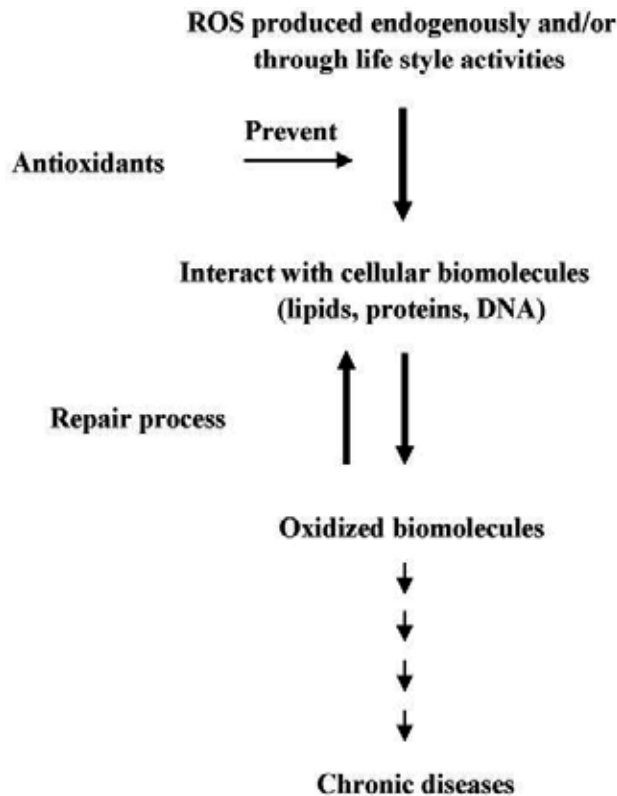 ROS produced endogenously and/or
through life style activities
Prevent
Antioxidants
Interact with cellular biomolecules
(lipids, proteins, DNA)
Repair process
Oxidized biomolecules
Chronic diseases